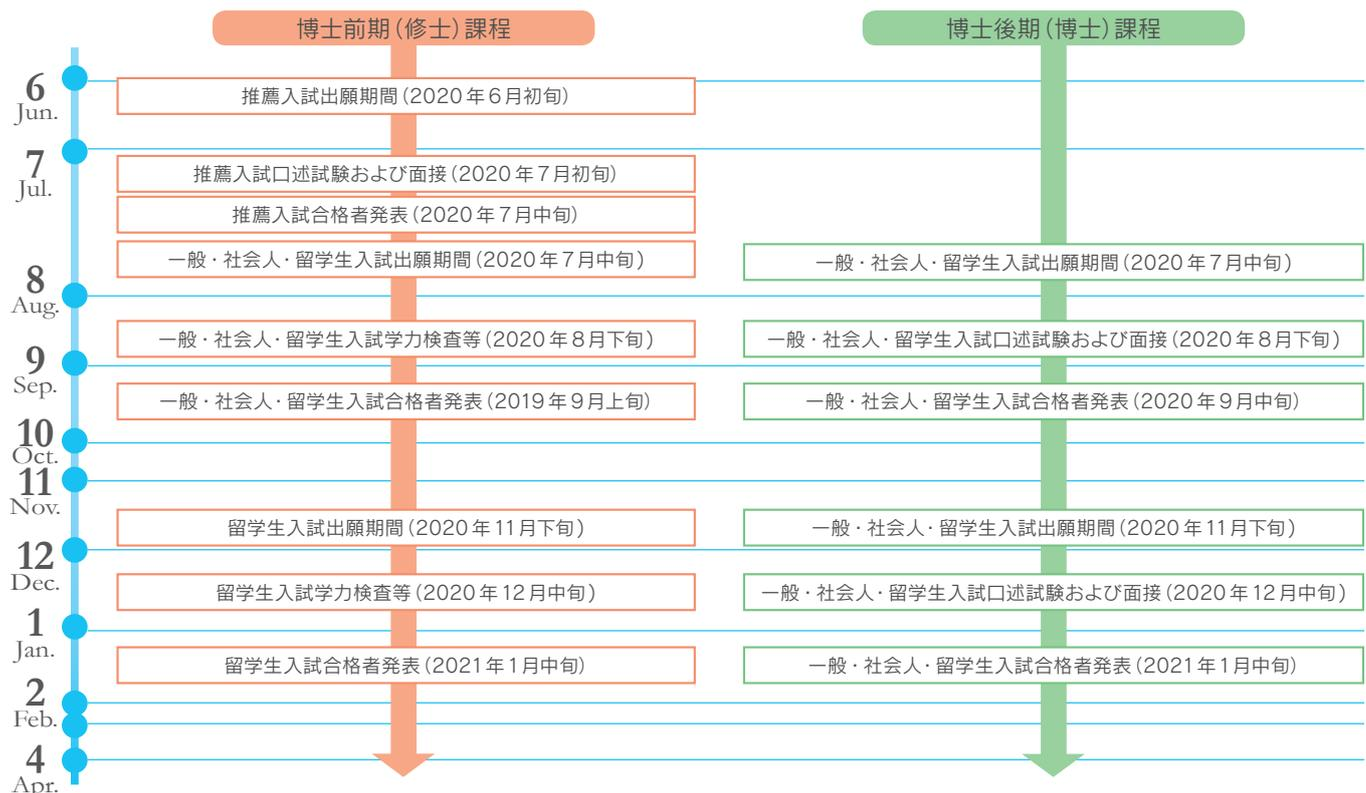 博士前期（修士）課程
博士後期（博士）課程
6
Jun.
推薦入試出願期間（2020年6月初旬）
7
Jul.
推薦入試口述試験および面接（2020年7月初旬）
推薦入試合格者発表（2020年7月中旬）
一般・社会人・留学生入試出願期間（2020年7月中旬）
一般・社会人・留学生入試出願期間（2020年7月中旬）
8
Aug.
一般・社会人・留学生入試学力検査等（2020年8月下旬）
一般・社会人・留学生入試口述試験および面接（2020年8月下旬）
9
Sep.
一般・社会人・留学生入試合格者発表（2019年9月上旬）
一般・社会人・留学生入試合格者発表（2020年9月中旬）
10
Oct.
11
Nov.
留学生入試出願期間（2020年11月下旬）
一般・社会人・留学生入試出願期間（2020年11月下旬）
12
Dec.
留学生入試学力検査等（2020年12月中旬）
一般・社会人・留学生入試口述試験および面接（2020年12月中旬）
1
Jan.
留学生入試合格者発表（2021年1月中旬）
一般・社会人・留学生入試合格者発表（2021年1月中旬）
2
Feb.
4
Apr.